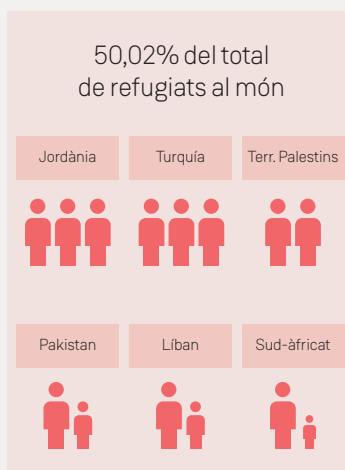 50,02% del total
de refugiats al món
Jordània
Turquía
Terr. Palestins
Pakistan
Líban
Sud-àfricat